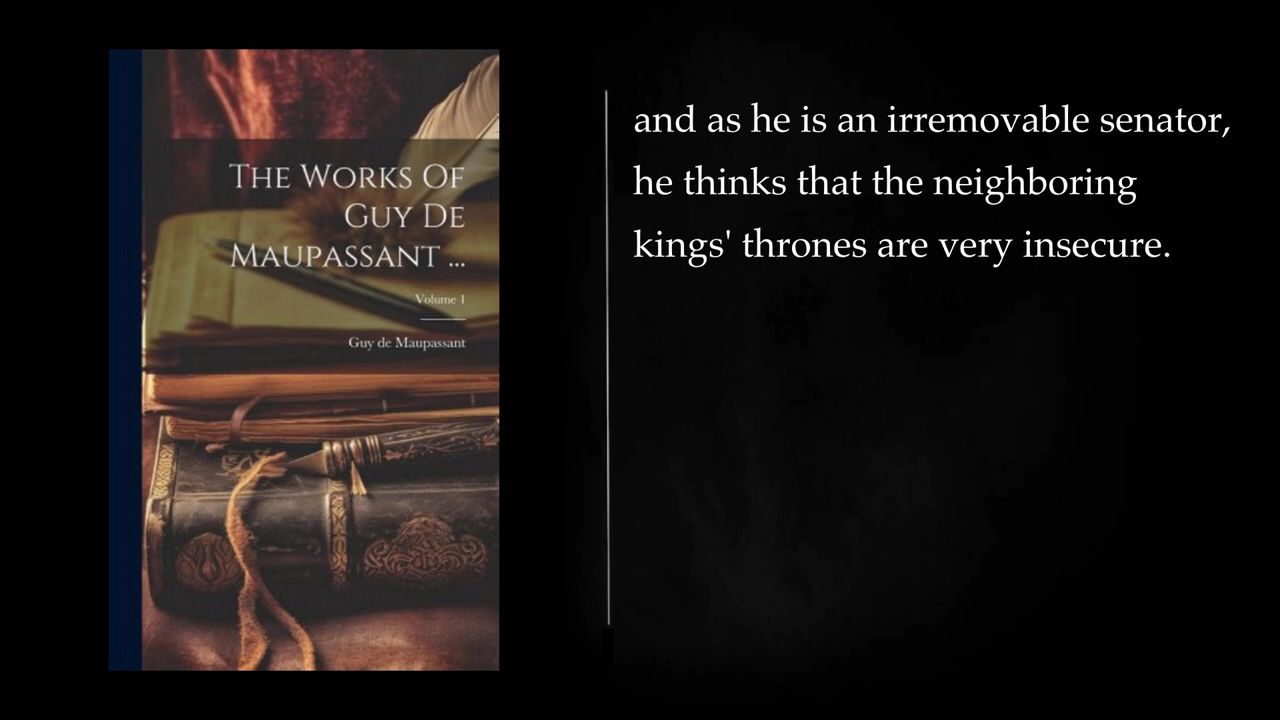 THE WORKS OF
GUY DE
MAUPASSANT ...
Volume 1
Guy de Maupassant
and as he is an irremovable senator,
he thinks that the neighboring
kings' thrones are very insecure.